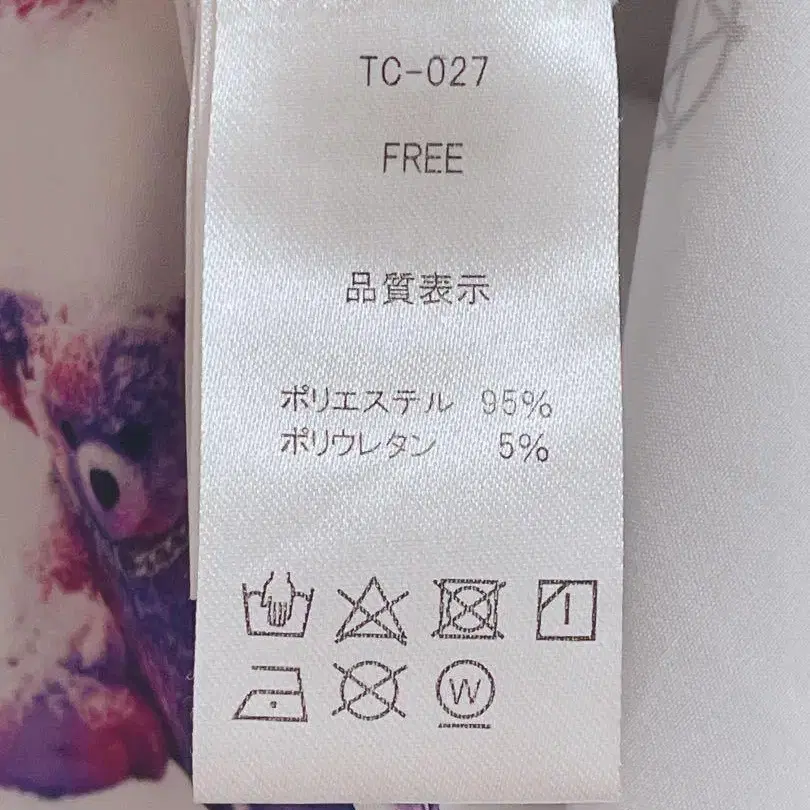 TC-027
FREE
品質表示
ポリエステル 95%
ポリウレタン 5%
W